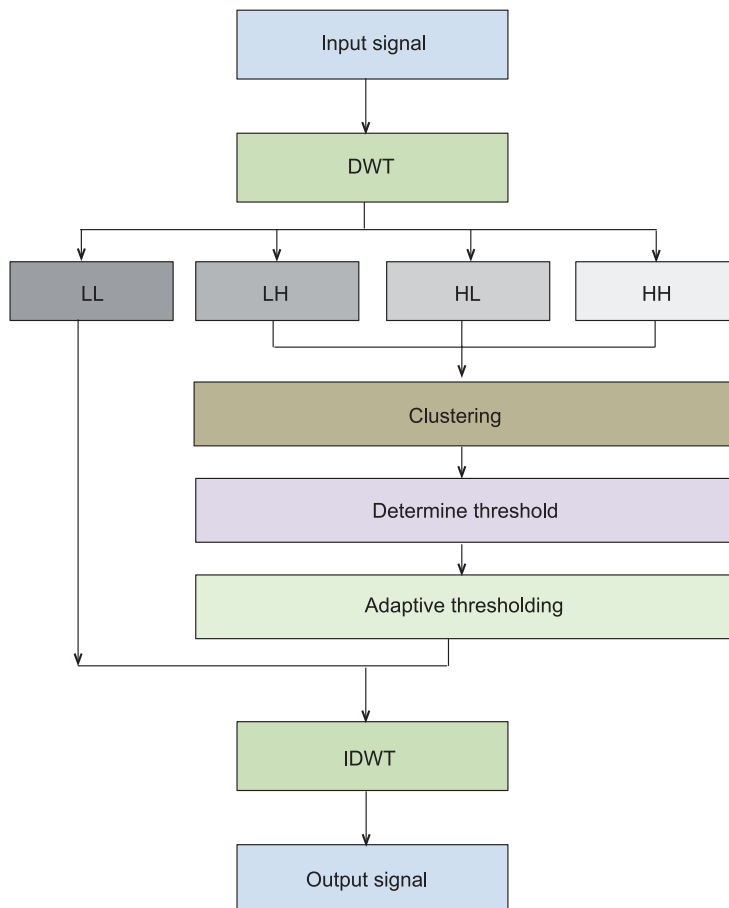 Input signal
DWT
LL
LH
HL
HH
Clustering
Determine threshold
Adaptive thresholding
IDWT
Output signal